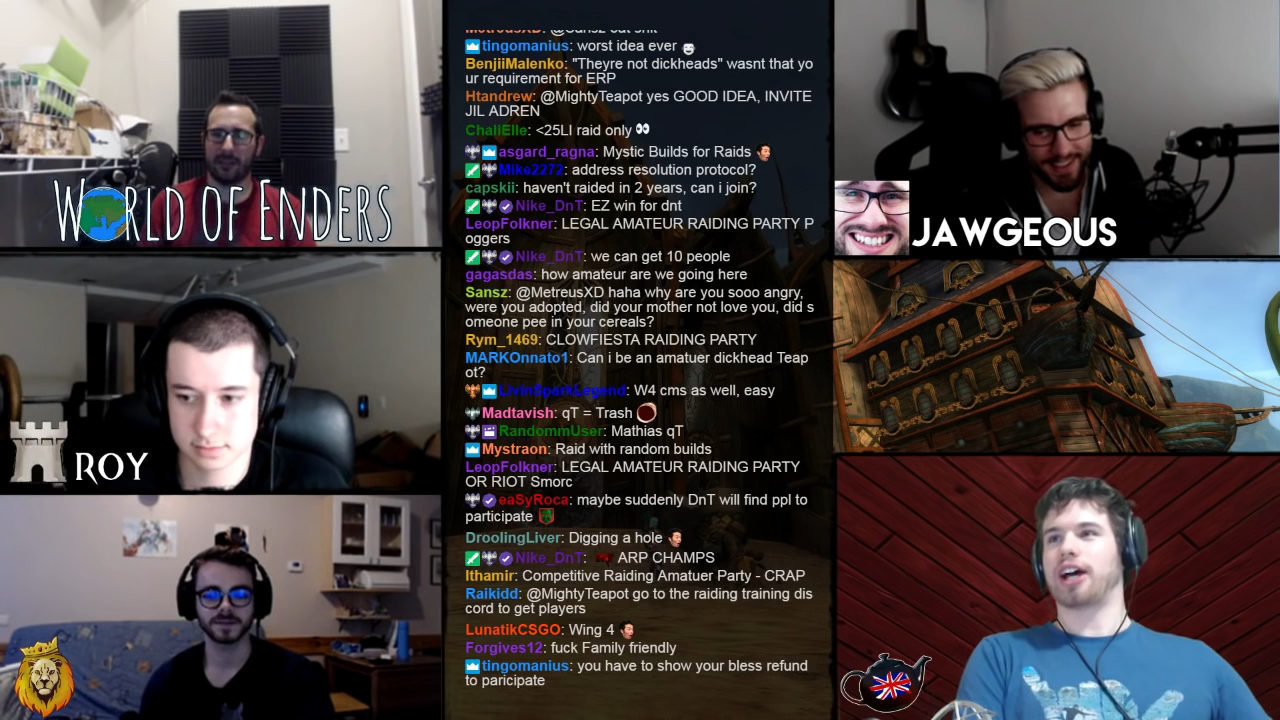 WORLD OF ENDERS
tingomanius: worst idea ever
BenjiiMalenko: "Theyre not dickheads" wasnt that yo
ur requirement for ERP
Htandrew: @MightyTeapot yes GOOD IDEA, INVITE
JIL ADREN
ChallElle: <25LI raid only
asgard_ragna: Mystic Builds for Raids
Mike2272: address resolution protocol?
capskii: haven't raided in 2 years, can i join?
Nike_DnT: EZ win for dnt
LeopFolkner: LEGAL AMATEUR RAIDING PARTY P
oggers
Nike_DnT: we can get 10 people
gagasdas: how amateur are we going here
Sansz: @MetreusXD haha why are you sooo angry,
were you adopted, did your mother not love you, did s
omeone pee in your cereals?
Rym_1469: CLOWFIESTA RAIDING PARTY
MARKOnnato1: Can i be an amatuer dickhead Teap
ot?
LivinSparkLegend: W4 cms as well, easy
Madtavish: qT = Trash
RandommUser: Mathias qT
Mystraon: Raid with random builds
LeopFolkner: LEGAL AMATEUR RAIDING PARTY
OR RIOT Smorc
eaSyRoca: maybe suddenly DnT will find ppl to
participate
DroolingLiver: Digging a hole
Nike_DnT: ARP CHAMPS
Ithamir: Competitive Raiding Amatuer Party - CRAP
Raikidd: @MightyTeapot go to the raiding training dis
cord to get players
LunatikCSGO: Wing 4
Forgives12: fuck Family friendly
tingomanius: you have to show your bless refund
to paricipate
JAWGEOUS
ROY